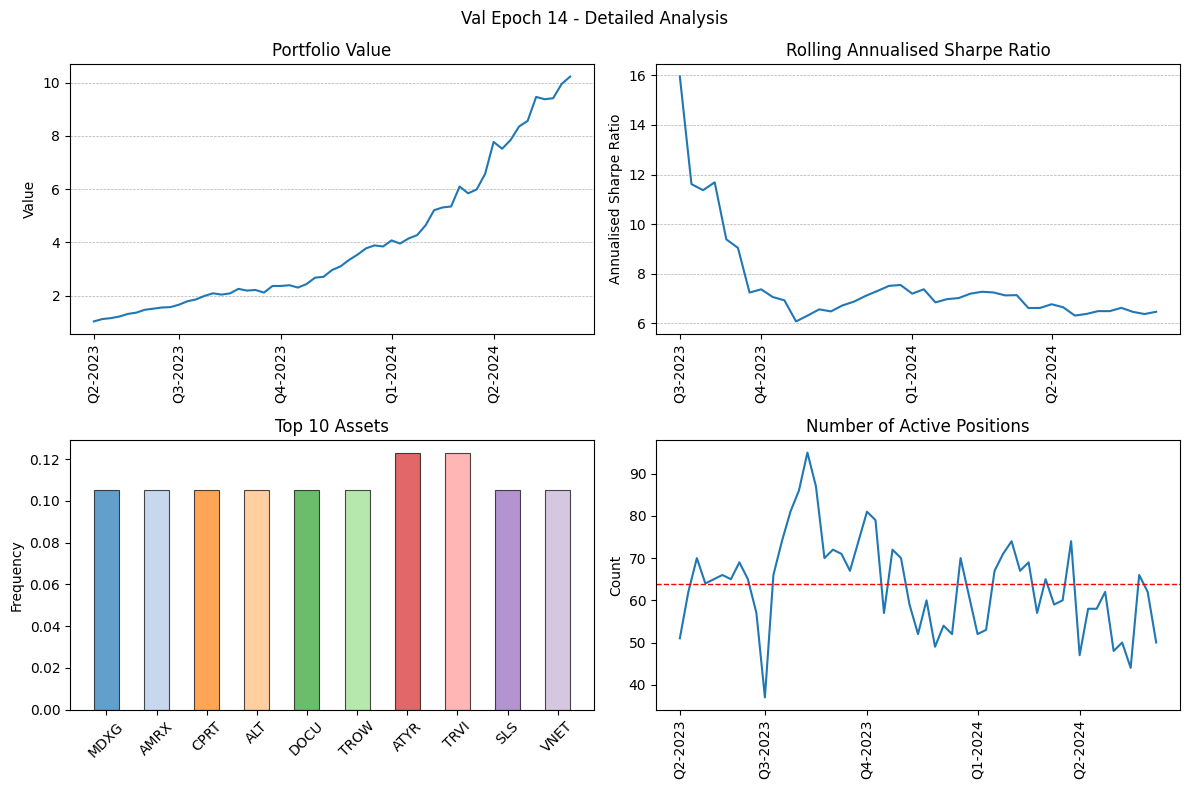 Val Epoch 14 - Detailed Analysis
Portfolio Value
Value
10
8
6
4
2
Q2-2023
Q3-2023
Q4-2023
Q1-2024
Q2-2024
Rolling Annualised Sharpe Ratio
Annualised Sharpe Ratio
16
14
12
10
8
6
Q3-2023
Q4-2023
Q1-2024
Q2-2024
Top 10 Assets
Frequency
0.12
0.10
0.08
0.06
0.04
0.02
0.00
MDXG
AMRX
CPRT
ALT
DOCU
TROW
ATYR
TRVI
SLS
VNET
Number of Active Positions
Count
90
80
70
60
50
40
Q2-2023
Q3-2023
Q4-2023
Q1-2024
Q2-2024